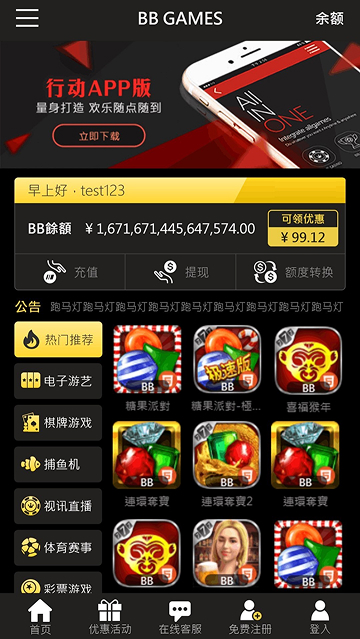 BB GAMES
余额
行动APP版
量身打造 欢乐随点随到
立即下载
All
IN
ONE
Integrate allgames
早上好 · test123
BB餘額 ¥ 1,671,671,445,647,574.00
可领优惠
¥ 99.12
充值
提现
额度转换
公告 跑马灯跑马灯跑马灯跑马灯跑马灯跑马灯跑马灯跑马灯跑马灯
热门推荐
电子游艺
棋牌游戏
捕鱼机
视讯直播
体育赛事
彩票游戏
BB
糖果派對
极速版
BB
糖果派對-極...
BB
喜福猴年
BB
連環奪寶
BB
連環奪寶2
BB
連環奪寶
BB
BB
BB
首页
优惠活动
在线客服
免费注册
登入